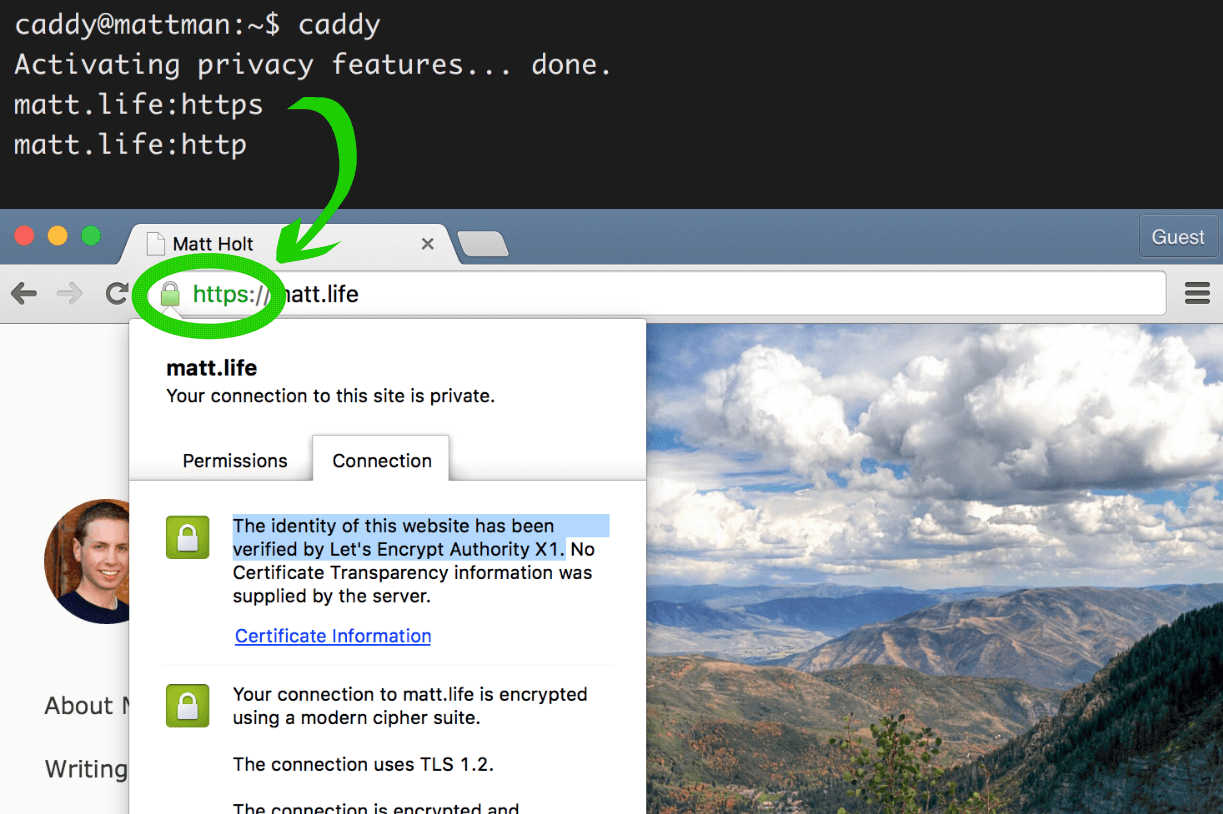 caddy@mattman:~$ caddy
Activating privacy features... done.
matt.life:https
matt.life:http
Matt Holt
Guest
https://matt.life
matt.life
Your connection to this site is private.
Permissions
Connection
The identity of this website has been
verified by Let's Encrypt Authority X1. No
Certificate Transparency information was
supplied by the server.
Certificate Information
Your connection to matt.life is encrypted
using a modern cipher suite.
The connection uses TLS 1.2.
The connection is encrypted and
About
Writing